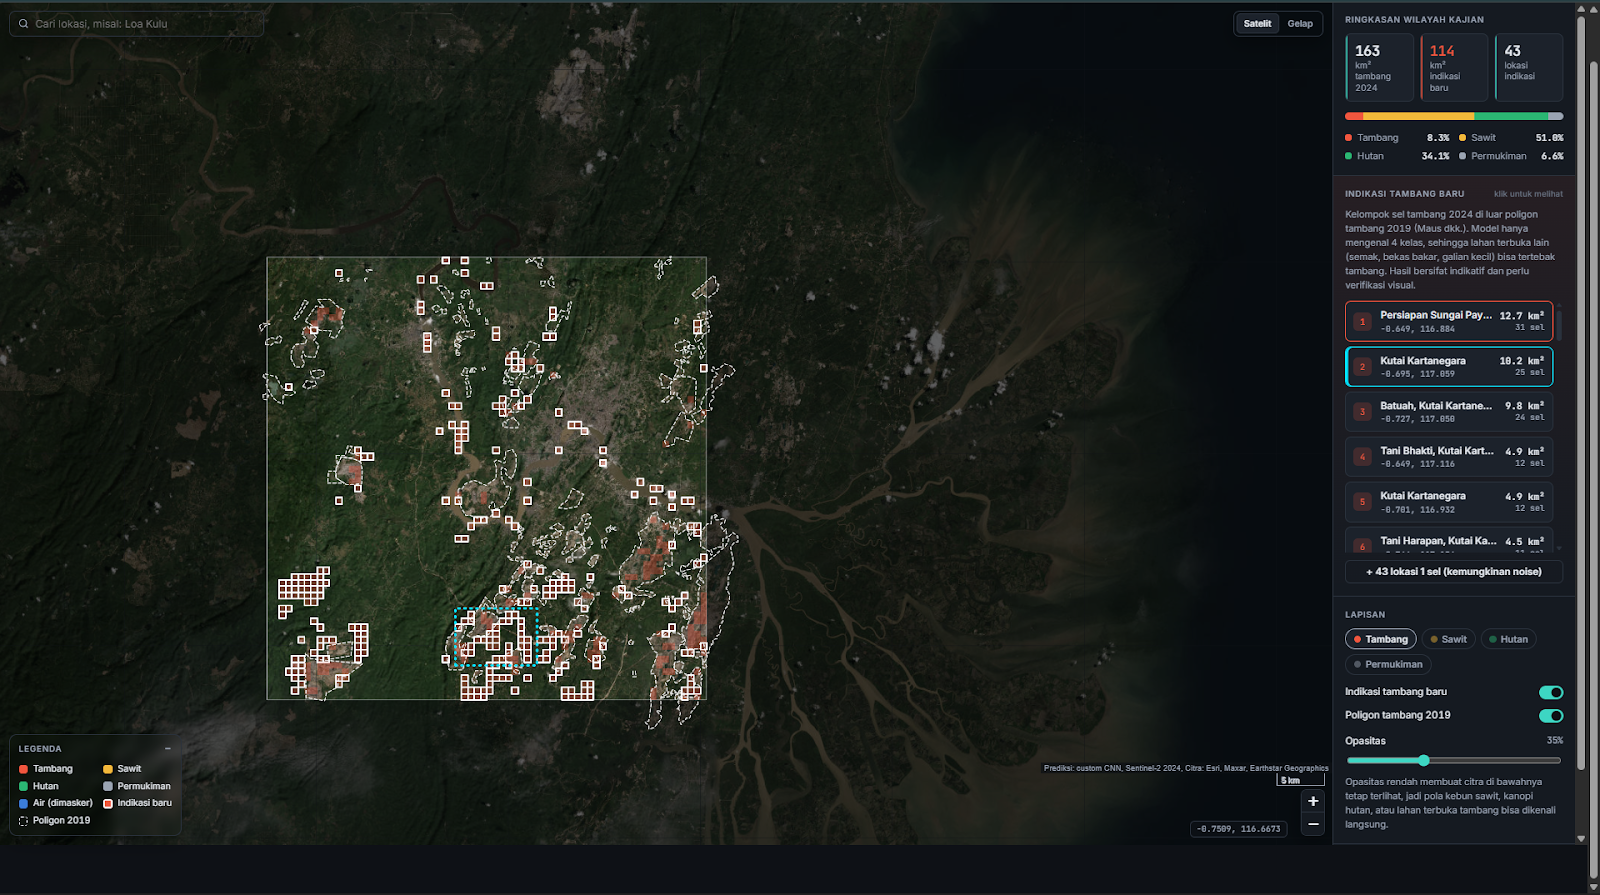 Cari lokasi, misal: Loa Kulu
Satelit Gelap
RINGKASAN WILAYAH KAJIAN
163
km²
tambang
2024
114
km²
indikasi
baru
43
lokasi
indikasi
Tambang 8.3% Sawit 51.0%
Hutan 34.1% Permukiman 6.6%
INDIKASI TAMBANG BARU klik untuk melihat
Kelompok sel tambang 2024 di luar poligon
tambang 2019 (Maus dkk.). Model hanya
mengenal 4 kelas, sehingga lahan terbuka lain
(semak, bekas bakar, galian kecil) bisa tertebak
tambang. Hasil bersifat indikatif dan perlu
verifikasi visual.
1 Persiapan Sungai Pay... 12.7 km²
-0.649, 116.884 31 sel
2 Kutai Kartanegara 10.2 km²
-0.695, 117.059 25 sel
3 Batuah, Kutai Kartane... 9.8 km²
-0.727, 117.050 24 sel
4 Tani Bhakti, Kutai Kart... 4.9 km²
-0.649, 117.116 12 sel
5 Kutai Kartanegara 4.9 km²
-0.701, 116.932 12 sel
6 Tani Harapan, Kutai Ka... 4.5 km²
+ 43 lokasi 1 sel (kemungkinan noise)
LAPISAN
Tambang Sawit Hutan
Permukiman
Indikasi tambang baru
Poligon tambang 2019
Opasitas 35%
Opasitas rendah membuat citra di bawahnya
tetap terlihat, jadi pola kebun sawit, kanopi
hutan, atau lahan terbuka tambang bisa dikenali
langsung.
LEGENDA −
Tambang Sawit
Hutan Permukiman
Air (dimasker) Indikasi baru
Poligon 2019
Prediksi: custom CNN, Sentinel-2 2024, Citra: Esri, Maxar, Earthstar Geographics
5 km
+
−
-0.7509, 116.6673